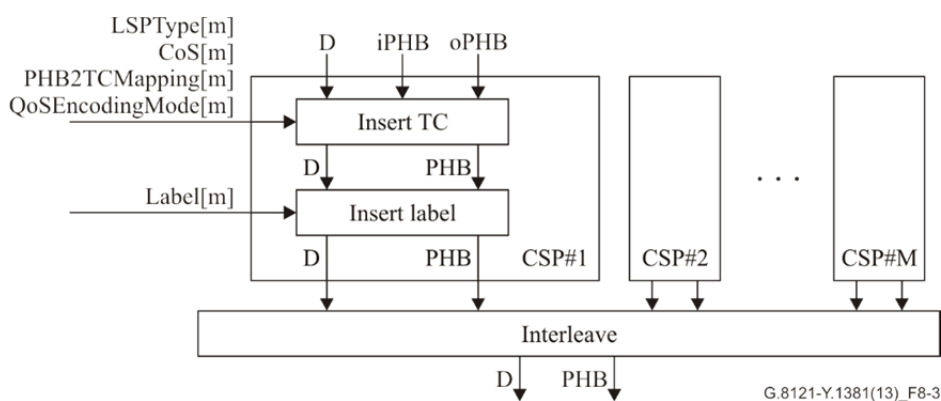 LSPType[m]
CoS[m]
PHB2TCMapping[m]
QoSEncodingMode[m]
D iPHB oPHB
Insert TC
D PHB
Label[m]
Insert label
D PHB
CSP#1
CSP#2
. . .
CSP#M
Interleave
D PHB
G.8121-Y.1381(13)_F8-3